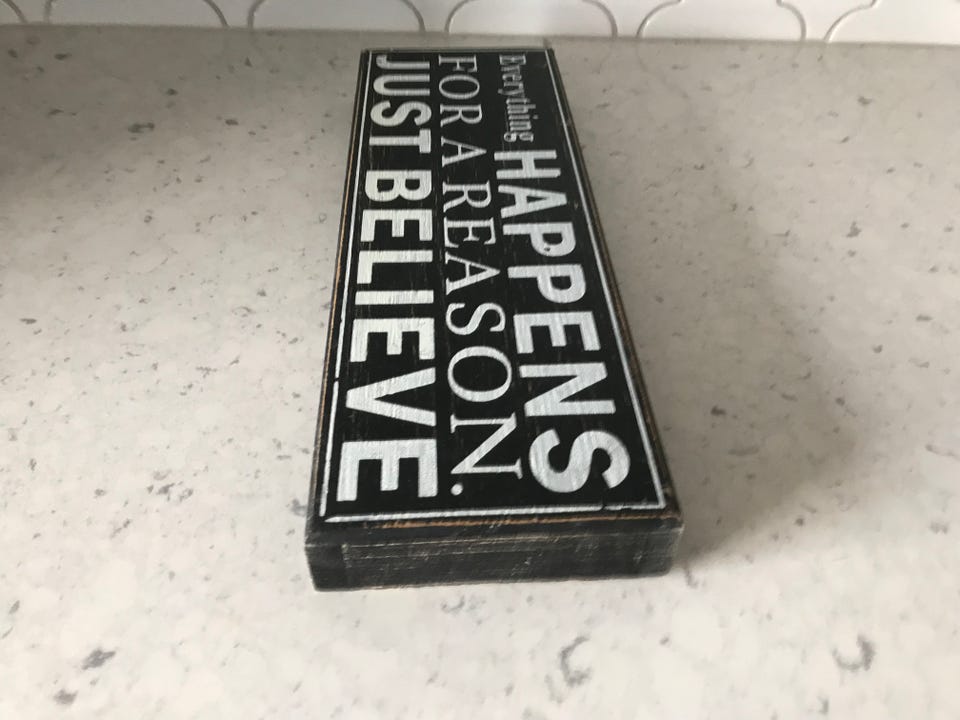 Everything HAPPENS
FOR A REASON.
JUST BELIEVE